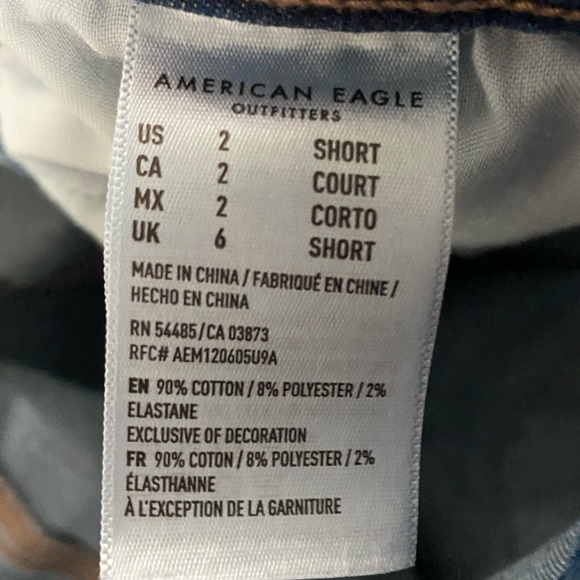 AMERICAN EAGLE
OUTFITTERS
US 2 SHORT
CA 2 COURT
MX 2 CORTO
UK 6 SHORT
MADE IN CHINA / FABRIQUÉ EN CHINE /
HECHO EN CHINA
RN 54485/CA 03873
RFC# AEM120605U9A
EN 90% COTTON / 8% POLYESTER / 2%
ELASTANE
EXCLUSIVE OF DECORATION
FR 90% COTON / 8% POLYESTER / 2%
ÉLASTHANNE
À L'EXCEPTION DE LA GARNITURE